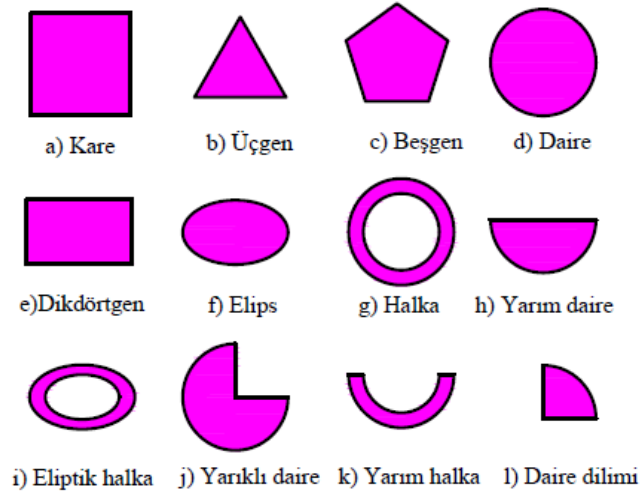 a) Kare b) Üçgen c) Beşgen d) Daire
e)Dikdörtgen f) Elips g) Halka h) Yarım daire
i) Eliptik halka j) Yarıklı daire k) Yarım halka l) Daire dilimi